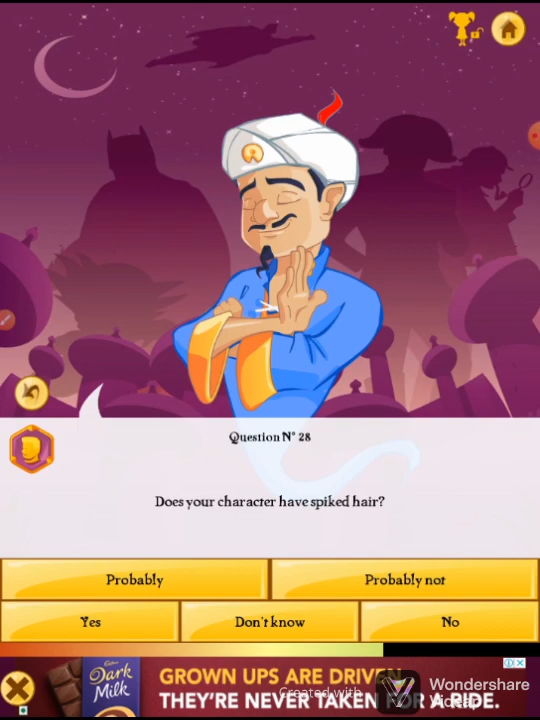 Question N° 28
Does your character have spiked hair?
Probably
Probably not
Yes
Don't know
No
Dark
Milk
GROWN UPS ARE DRIVEN.
THEY'RE NEVER TAKEN FOR A RIDE.
Created with
Wondershare